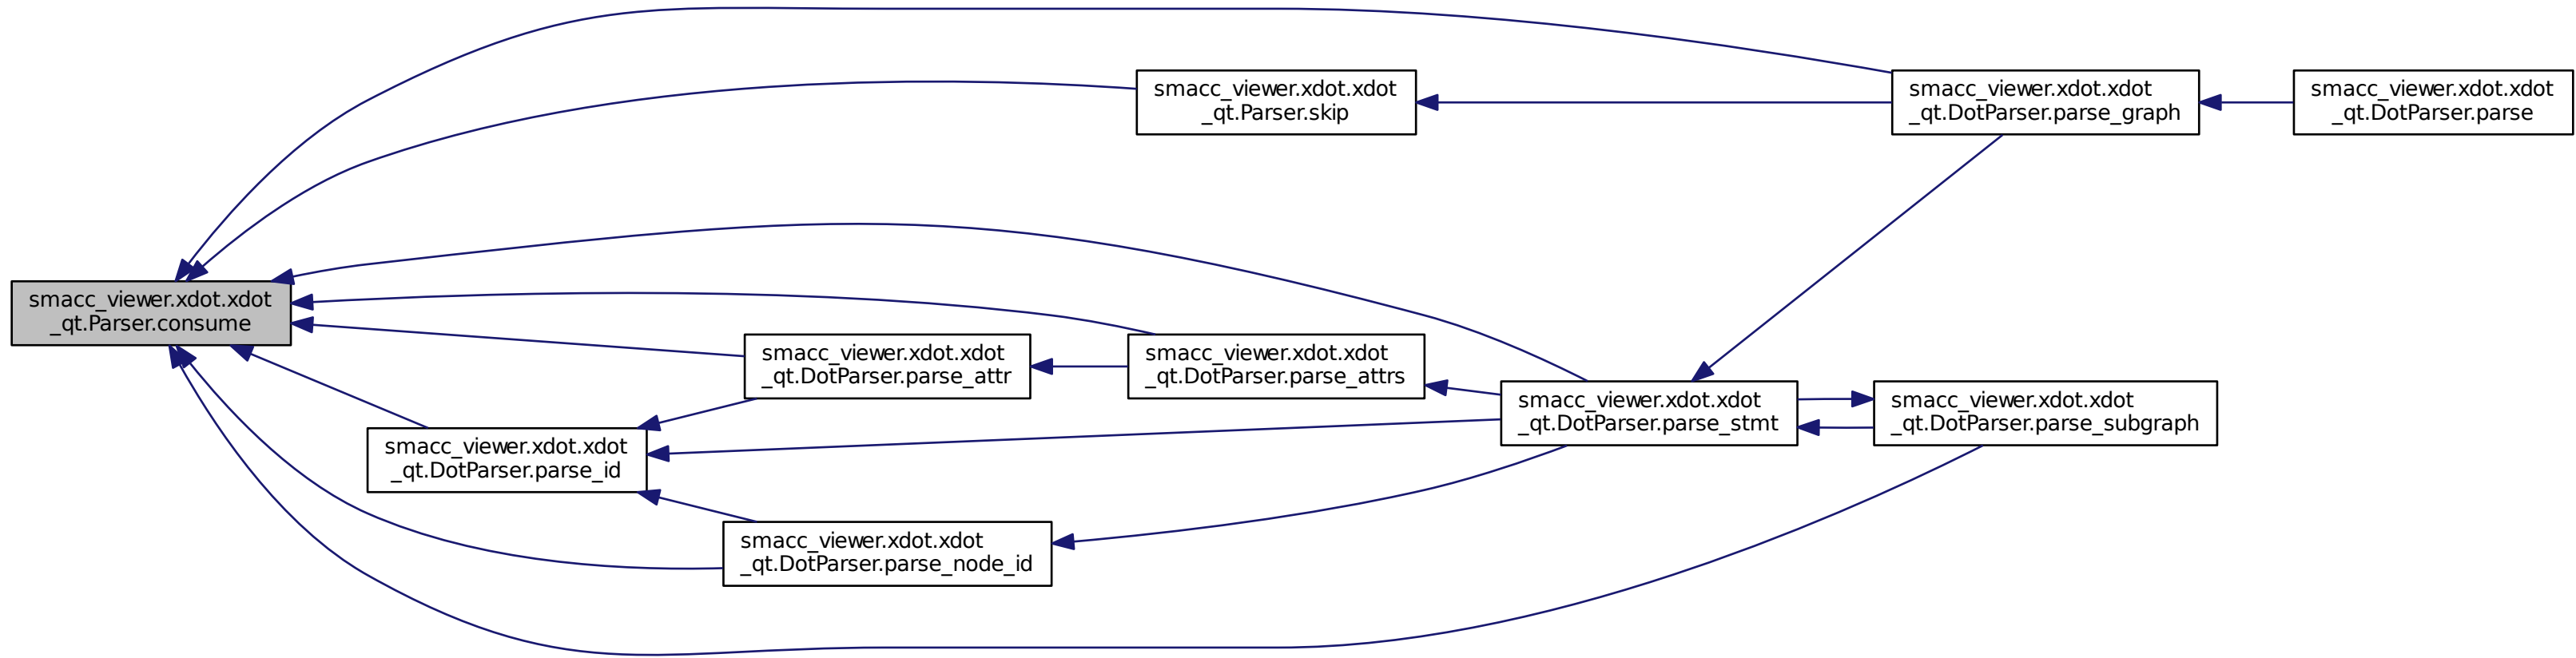 smacc_viewer.xdot.xdot
_qt.Parser.skip
smacc_viewer.xdot.xdot
_qt.DotParser.parse_graph
smacc_viewer.xdot.xdot
_qt.DotParser.parse
smacc_viewer.xdot.xdot
_qt.Parser.consume
smacc_viewer.xdot.xdot
_qt.DotParser.parse_attr
smacc_viewer.xdot.xdot
_qt.DotParser.parse_attrs
smacc_viewer.xdot.xdot
_qt.DotParser.parse_stmt
smacc_viewer.xdot.xdot
_qt.DotParser.parse_subgraph
smacc_viewer.xdot.xdot
_qt.DotParser.parse_id
smacc_viewer.xdot.xdot
_qt.DotParser.parse_node_id